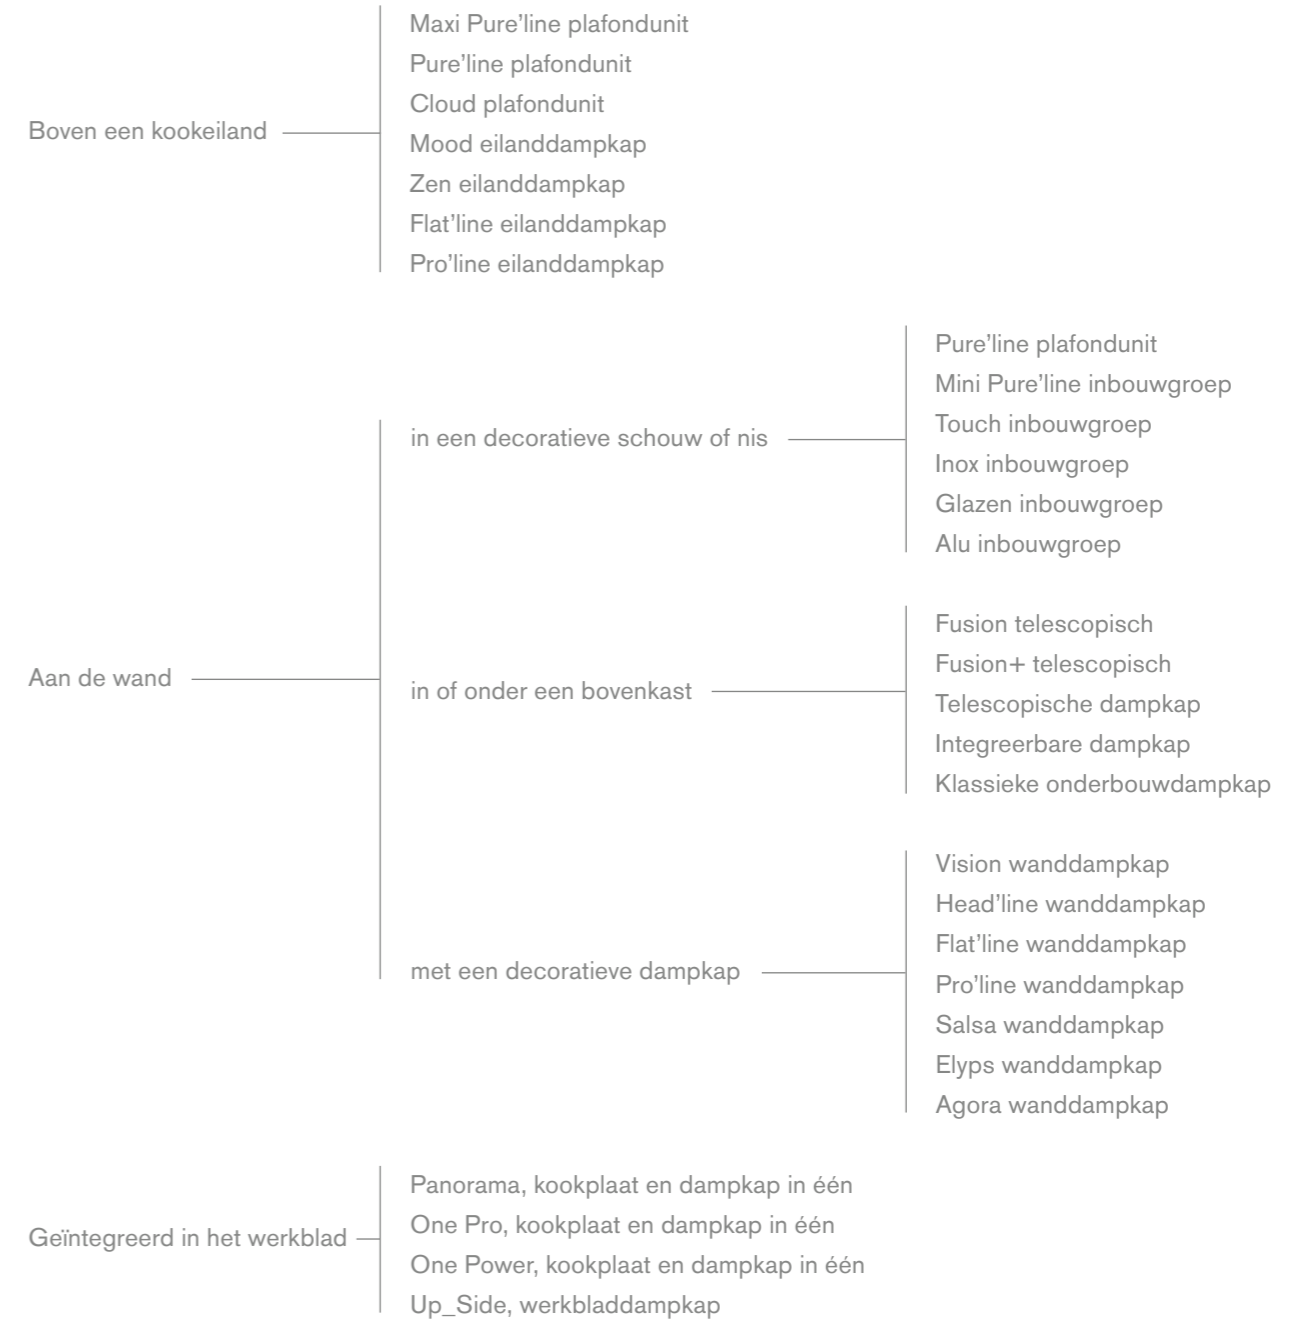 Boven een kookeiland
Maxi Pure’line plafondunit
Pure’line plafondunit
Cloud plafondunit
Mood eilanddampkap
Zen eilanddampkap
Flat’line eilanddampkap
Pro’line eilanddampkap
Aan de wand
in een decoratieve schouw of nis
Pure’line plafondunit
Mini Pure’line inbouwgroep
Touch inbouwgroep
Inox inbouwgroep
Glazen inbouwgroep
Alu inbouwgroep
in of onder een bovenkast
Fusion telescopisch
Fusion+ telescopisch
Telescopische dampkap
Integreerbare dampkap
Klassieke onderbouwdampkap
met een decoratieve dampkap
Vision wanddampkap
Head’line wanddampkap
Flat’line wanddampkap
Pro’line wanddampkap
Salsa wanddampkap
Elyps wanddampkap
Agora wanddampkap
Geïntegreerd in het werkblad
Panorama, kookplaat en dampkap in één
One Pro, kookplaat en dampkap in één
One Power, kookplaat en dampkap in één
Up_Side, werkbladdampkap